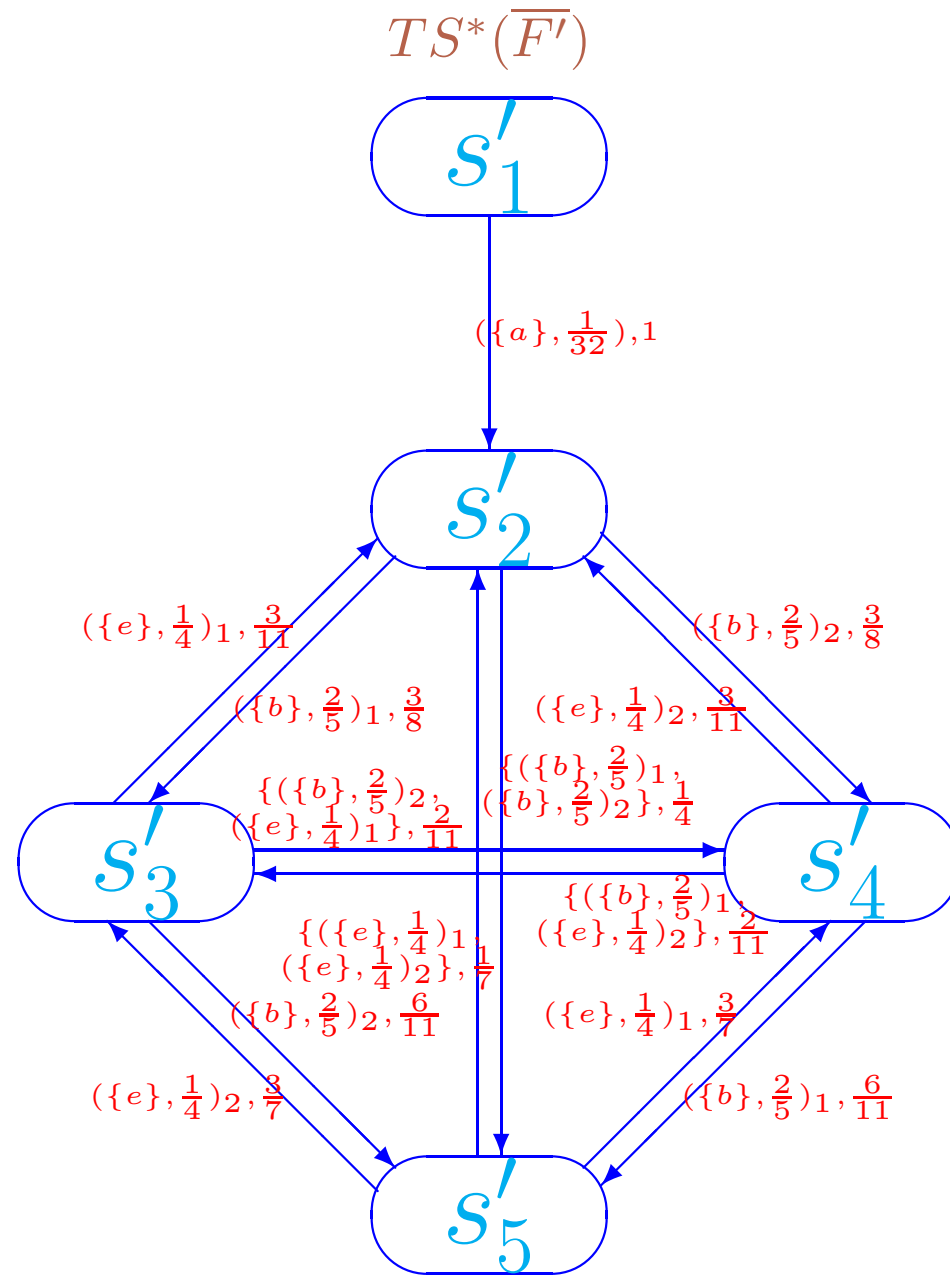 TS*(F̅'̅)
s'₁
({a},1/32),1
s'₂
({e},1/4)₁,3/11
({b},2/5)₂,3/8
({b},2/5)₁,3/8
({e},1/4)₂,3/11
{({b},2/5)₁,
({b},2/5)₂},1/4
{({b},2/5)₂,
({e},1/4)₁},2/11
s'₃
s'₄
{({b},2/5)₁,
({e},1/4)₂},2/11
{({e},1/4)₁,
({e},1/4)₂},1/7
({b},2/5)₂,6/11
({e},1/4)₁,3/7
({e},1/4)₂,3/7
({b},2/5)₁,6/11
s'₅